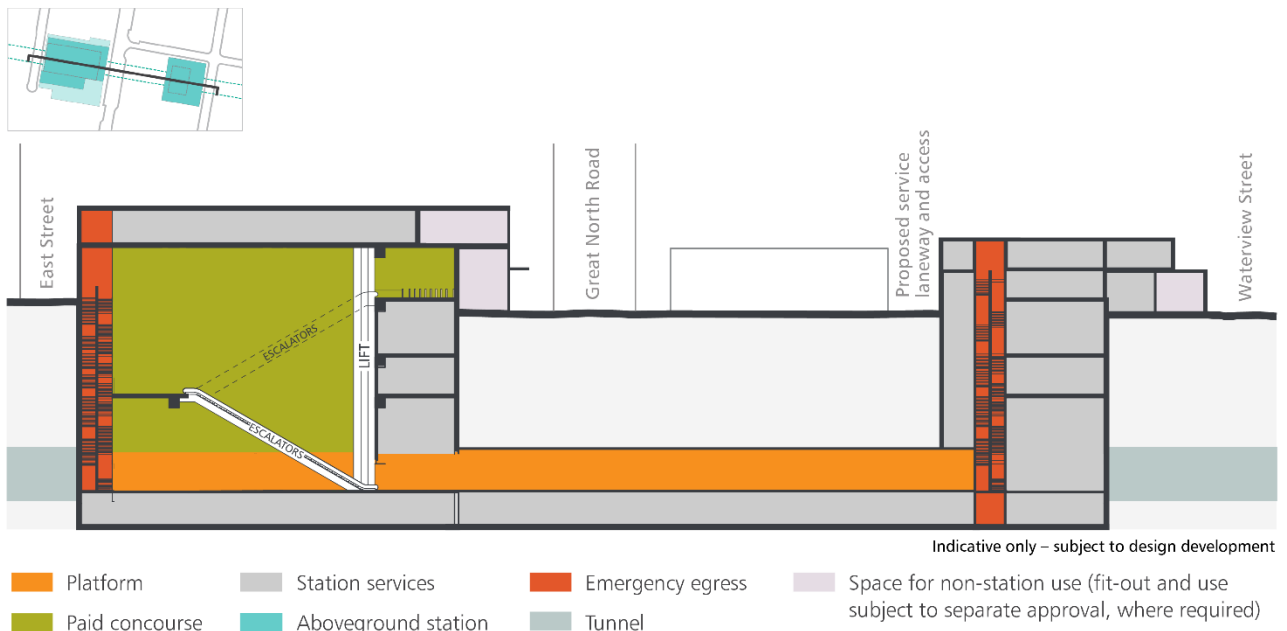 East Street
Great North Road
Proposed service
laneway and access
Waterview Street
ESCALATORS
LIFT
ESCALATORS
Indicative only – subject to design development
Platform
Station services
Emergency egress
Space for non-station use (fit-out and use
subject to separate approval, where required)
Paid concourse
Aboveground station
Tunnel